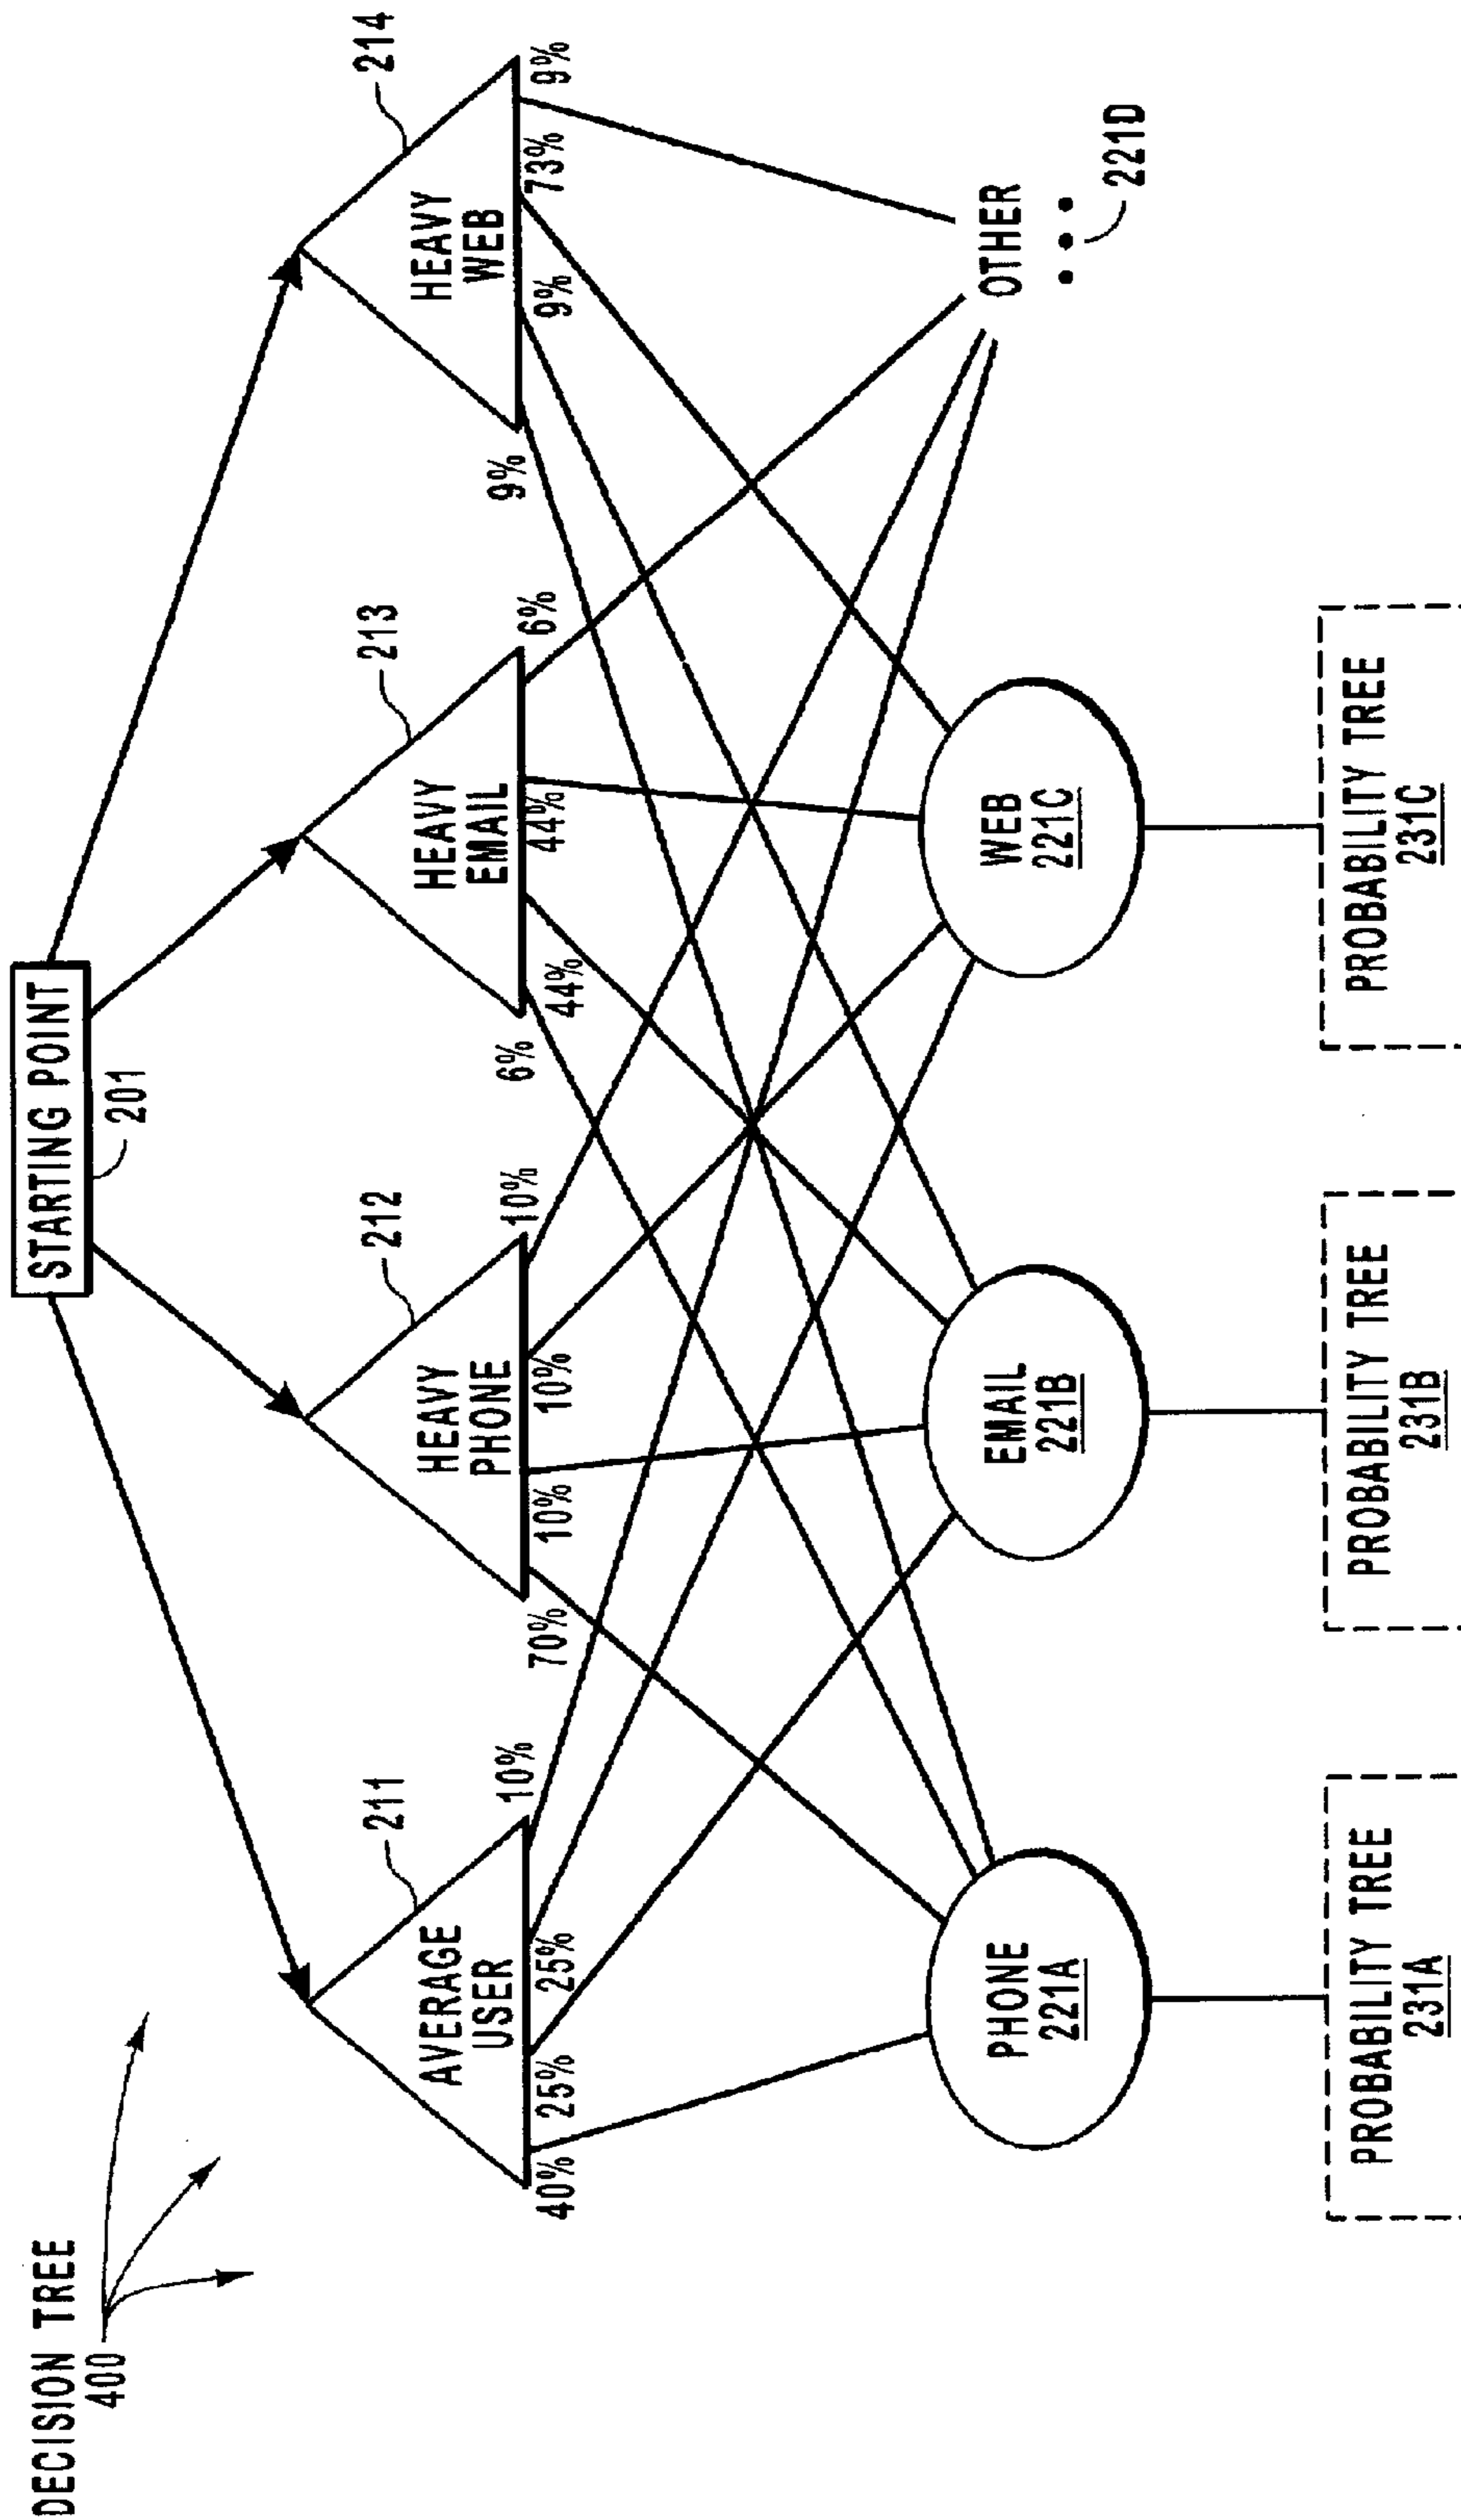 DECISION TREE
400
STARTING POINT
201
211
212
213
214
AVERAGE
USER
HEAVY
PHONE
HEAVY
EMAIL
HEAVY
WEB
40%
25%
25%
10%
70%
10%
10%
10%
6%
44%
44%
6%
9%
9%
73%
9%
PHONE
221A
EMAIL
221B
WEB
221C
OTHER
221D
PROBABILITY TREE
231A
PROBABILITY TREE
231B
PROBABILITY TREE
231C